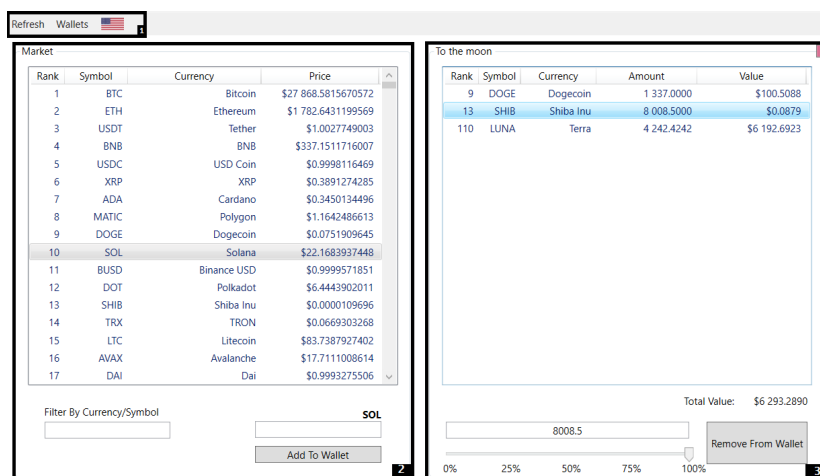 Refresh Wallets
1
Market
Rank Symbol Currency Price
1 BTC Bitcoin $27 868.5815670572
2 ETH Ethereum $1 782.6431199569
3 USDT Tether $1.0027749003
4 BNB BNB $337.1511716007
5 USDC USD Coin $0.9998116469
6 XRP XRP $0.3891274285
7 ADA Cardano $0.3450134496
8 MATIC Polygon $1.1642486613
9 DOGE Dogecoin $0.0751909645
10 SOL Solana $22.1683937448
11 BUSD Binance USD $0.9999571851
12 DOT Polkadot $6.4443902011
13 SHIB Shiba Inu $0.0000109696
14 TRX TRON $0.0669303268
15 LTC Litecoin $83.7387927402
16 AVAX Avalanche $17.7111008614
17 DAI Dai $0.9993275506
Filter By Currency/Symbol
SOL
Add To Wallet
2
To the moon
Rank Symbol Currency Amount Value
9 DOGE Dogecoin 1 337.0000 $100.5088
13 SHIB Shiba Inu 8 008.5000 $0.0879
110 LUNA Terra 4 242.4242 $6 192.6923
Total Value: $6 293.2890
8008.5
Remove From Wallet
0% 25% 50% 75% 100%
3